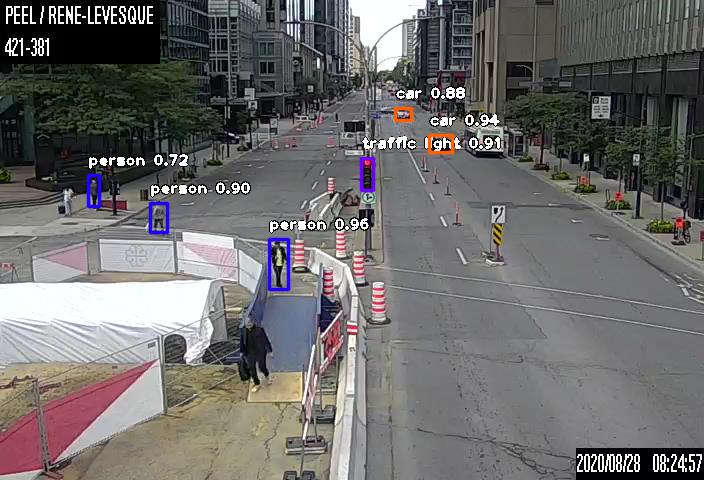 PEEL / RENE-LEVESQUE
421-381
car 0.88
car 0.94
traffic light 0.91
person 0.72
person 0.90
person 0.96
2020/08/28 08:24:57